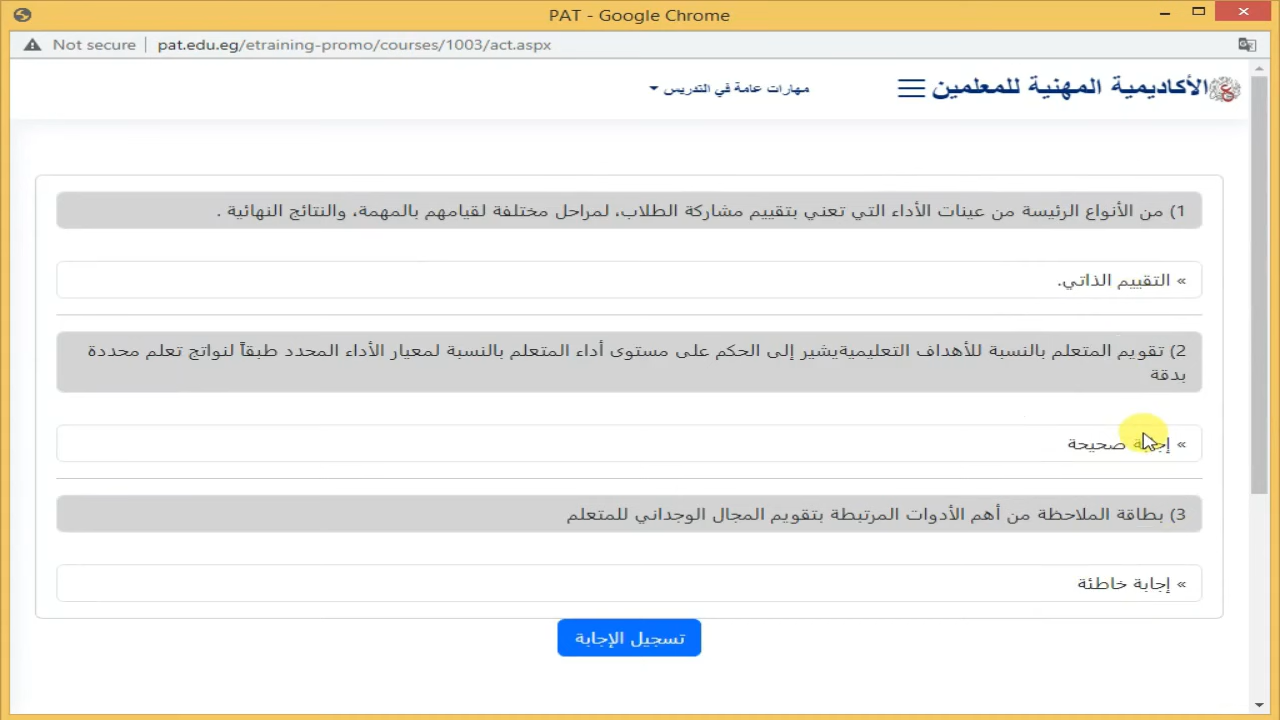 PAT - Google Chrome
Not secure
pat.edu.eg/etraining-promo/courses/1003/act.aspx
الأكاديمية المهنية للمعلمين
مهارات عامة في التدريس
1) من الأنواع الرئيسة من عينات الأداء التي تعني بتقييم مشاركة الطلاب، لمراحل مختلفة لقيامهم بالمهمة، والنتائج النهائية .
» التقييم الذاتي.
2) تقويم المتعلم بالنسبة للأهداف التعليميةيشير إلى الحكم على مستوى أداء المتعلم بالنسبة لمعيار الأداء المحدد طبقاً لنواتج تعلم محددة
بدقة
» إجابة صحيحة
3) بطاقة الملاحظة من أهم الأدوات المرتبطة بتقويم المجال الوجداني للمتعلم
» إجابة خاطئة
تسجيل الإجابة